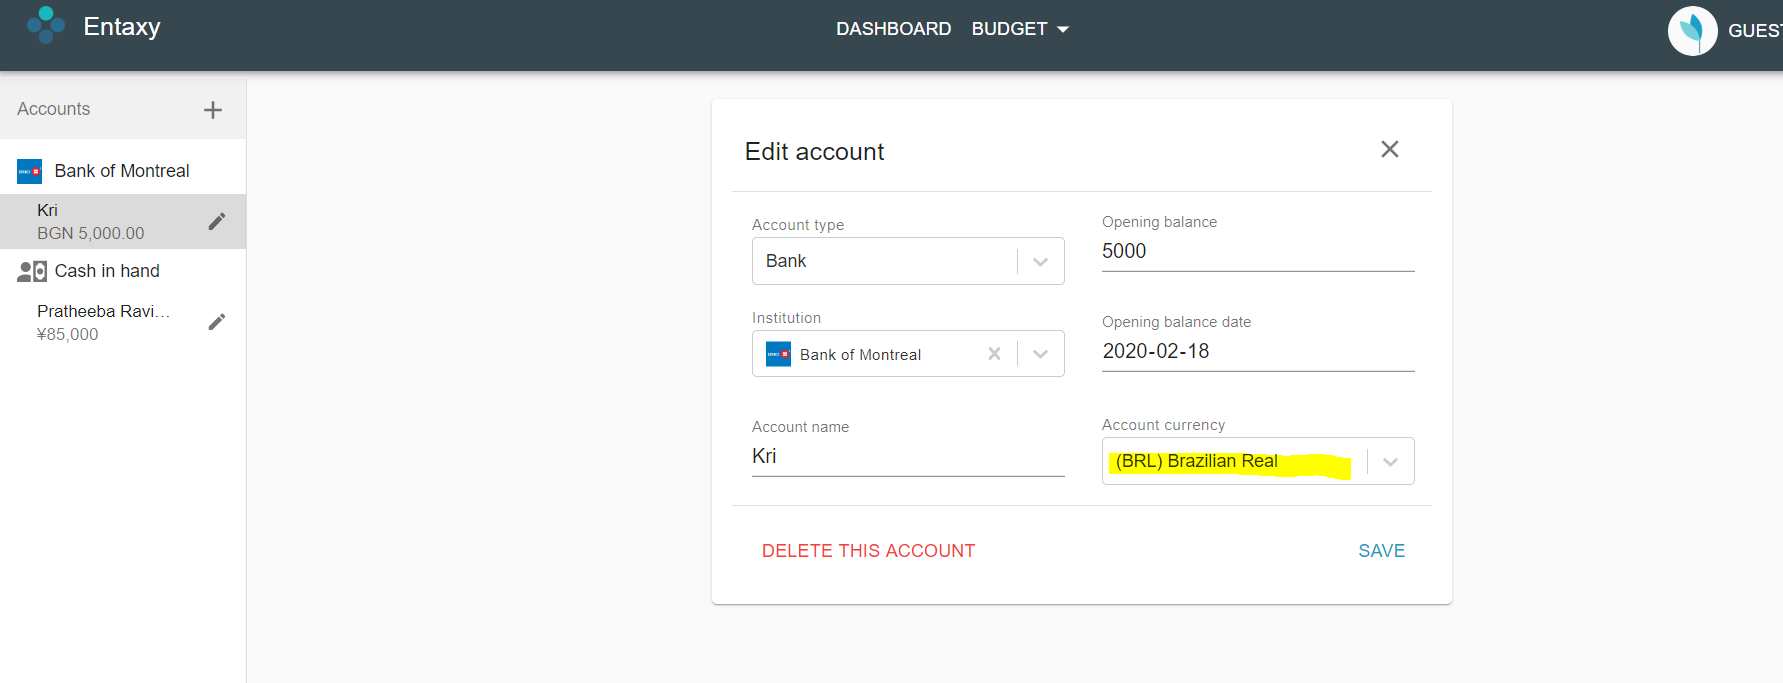 Entaxy
DASHBOARD
BUDGET
GUEST
Accounts
Bank of Montreal
Kri
BGN 5,000.00
Cash in hand
Pratheeba Ravi...
¥85,000
Edit account
Account type
Bank
Opening balance
5000
Institution
Bank of Montreal
Opening balance date
2020-02-18
Account name
Kri
Account currency
(BRL) Brazilian Real
DELETE THIS ACCOUNT
SAVE